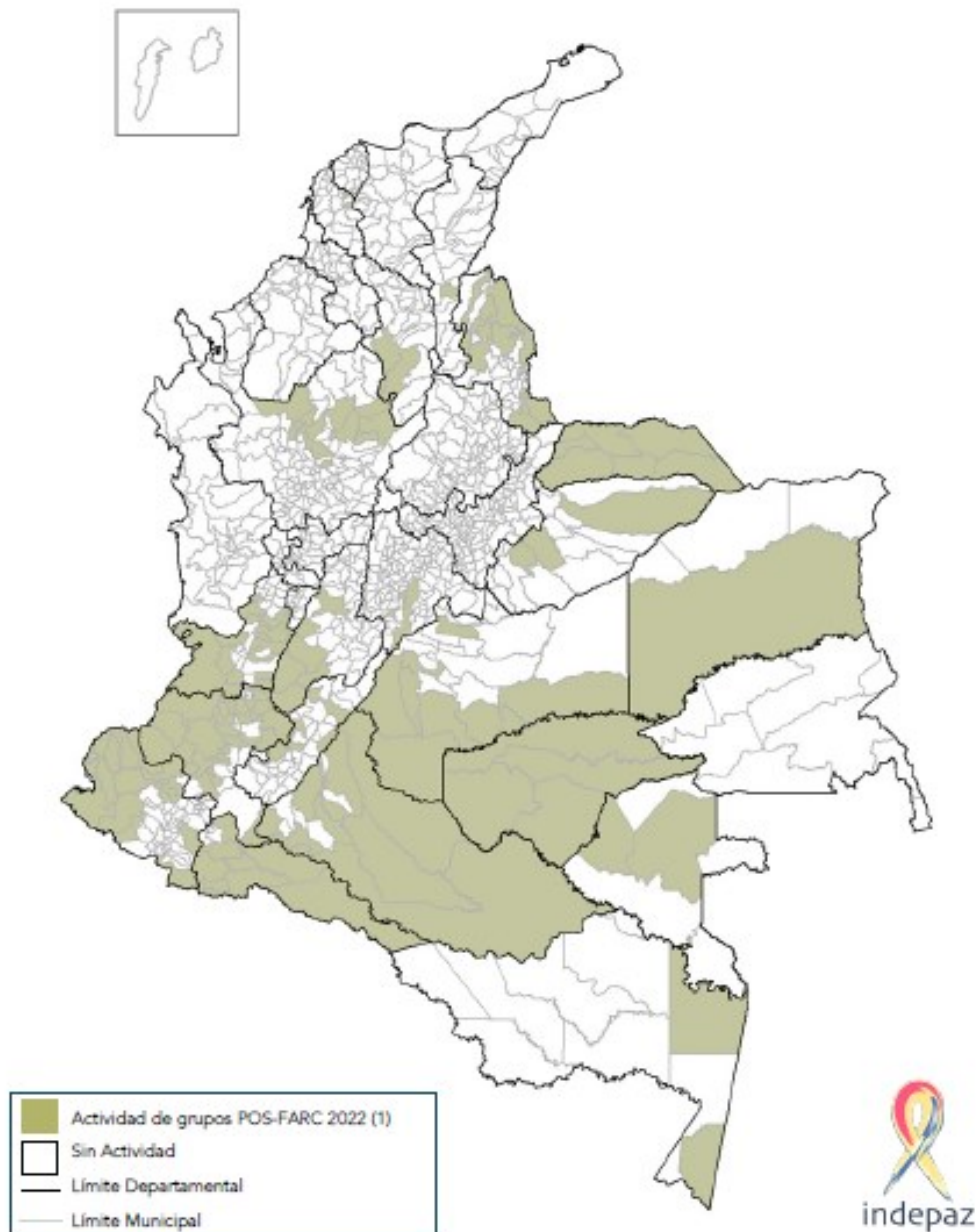 Actividad de grupos POS-FARC 2022 (1)
Sin Actividad
Límite Departamental
Límite Municipal
indepaz